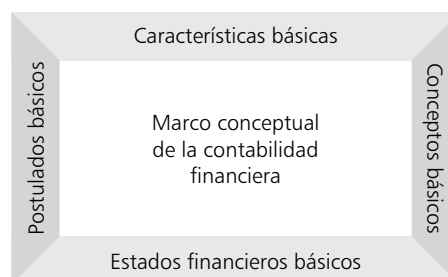 Características básicas
Postulados básicos
Marco conceptual
de la contabilidad
financiera
Conceptos básicos
Estados financieros básicos